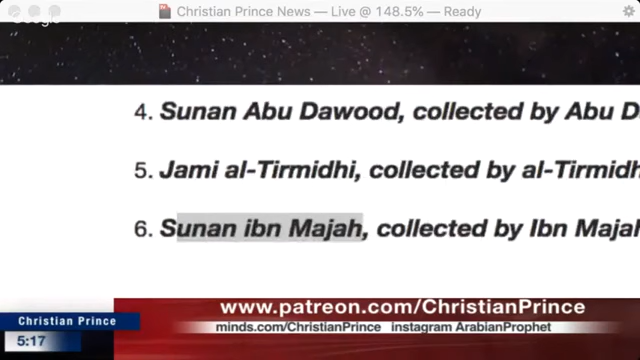 Christian Prince News — Live @ 148.5% — Ready
Google
4. Sunan Abu Dawood, collected by Abu
5. Jami al-Tirmidhi, collected by
6. Sunan ibn Majah, collected by Ibn Majah
www.patreon.com/ChristianPrince
minds.com/ChristianPrince instagram ArabianProphet
Christian Prince
5:17